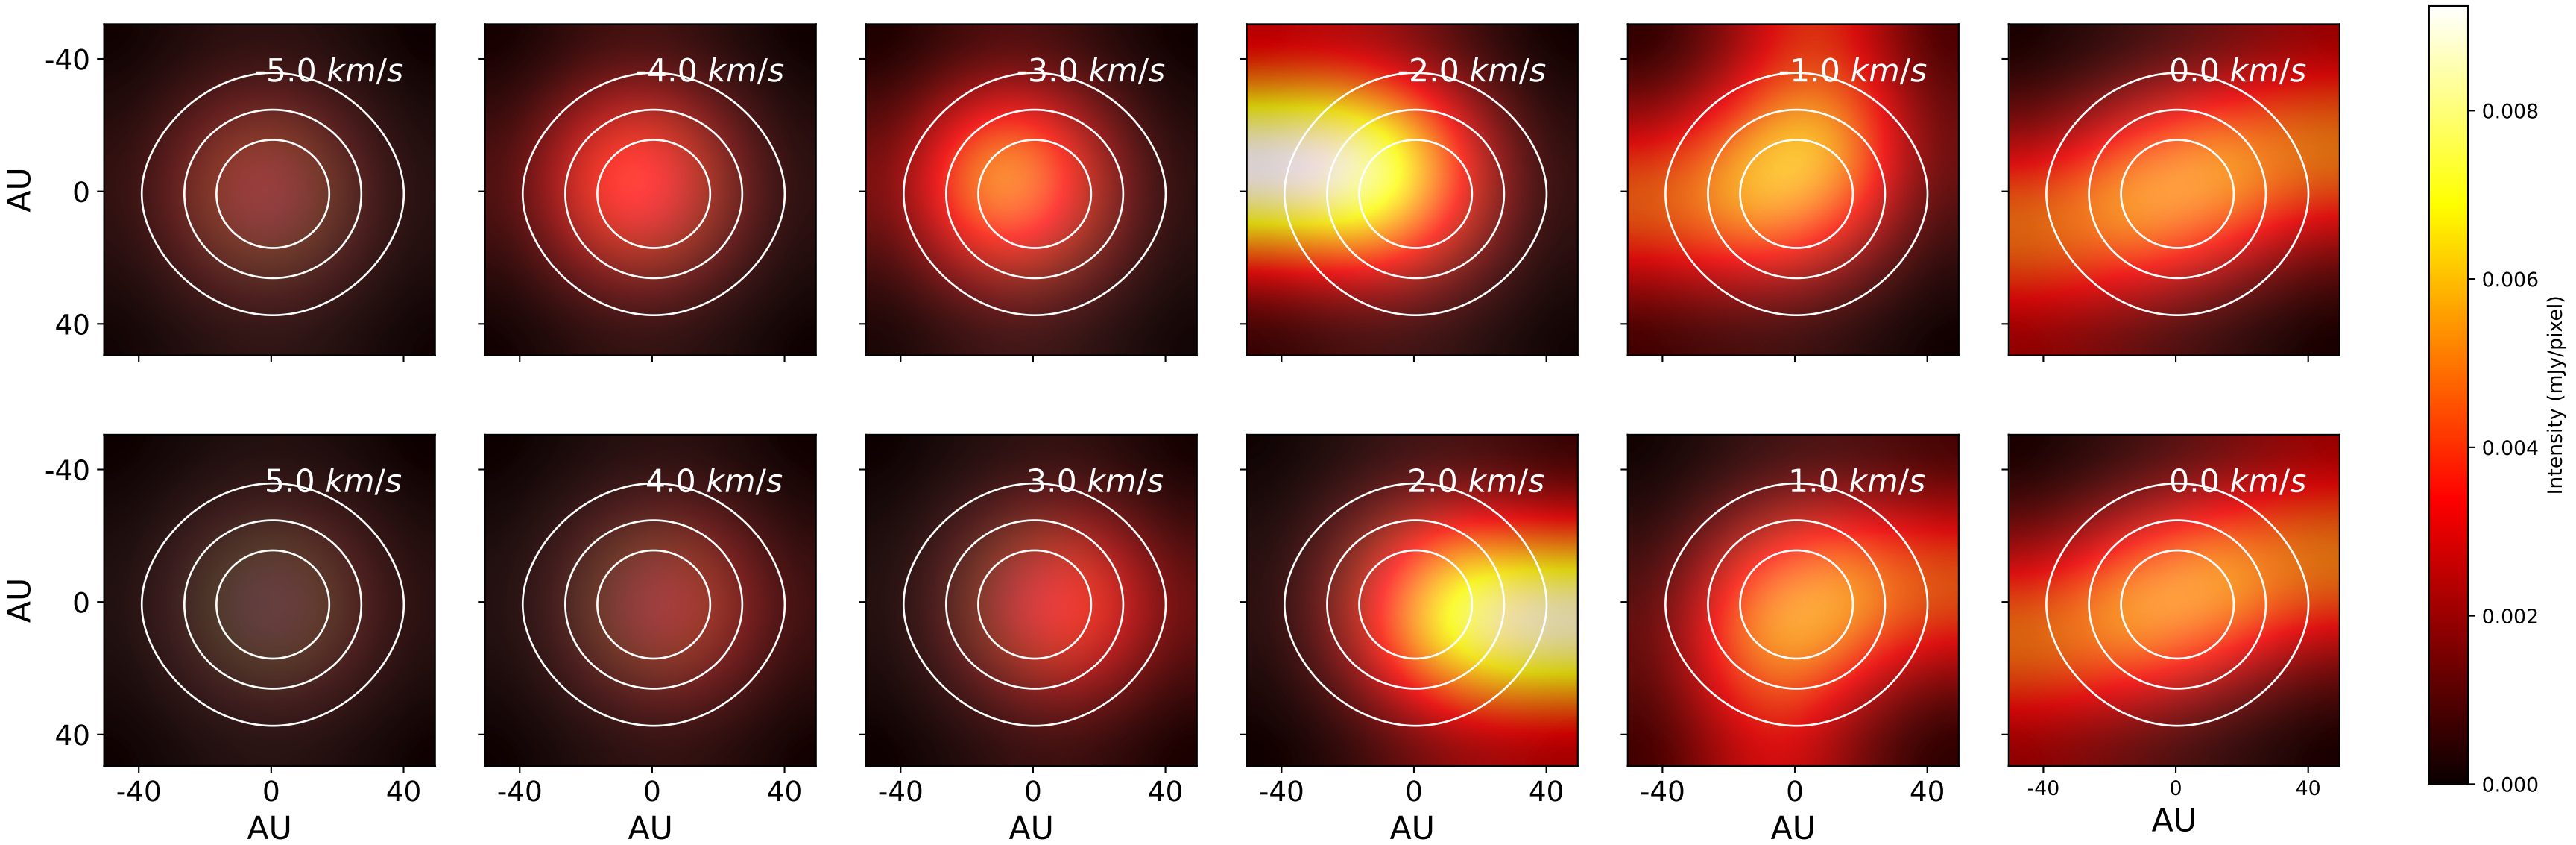 -5.0 km/s
-4.0 km/s
-3.0 km/s
-2.0 km/s
-1.0 km/s
0.0 km/s
-40
0
40
AU
5.0 km/s
4.0 km/s
3.0 km/s
2.0 km/s
1.0 km/s
0.0 km/s
-40
0
40
AU
-40 0 40
-40 0 40
-40 0 40
-40 0 40
-40 0 40
-40 0 40
AU
AU
AU
AU
AU
AU
0.008
0.006
0.004
0.002
0.000
Intensity (mJy/pixel)